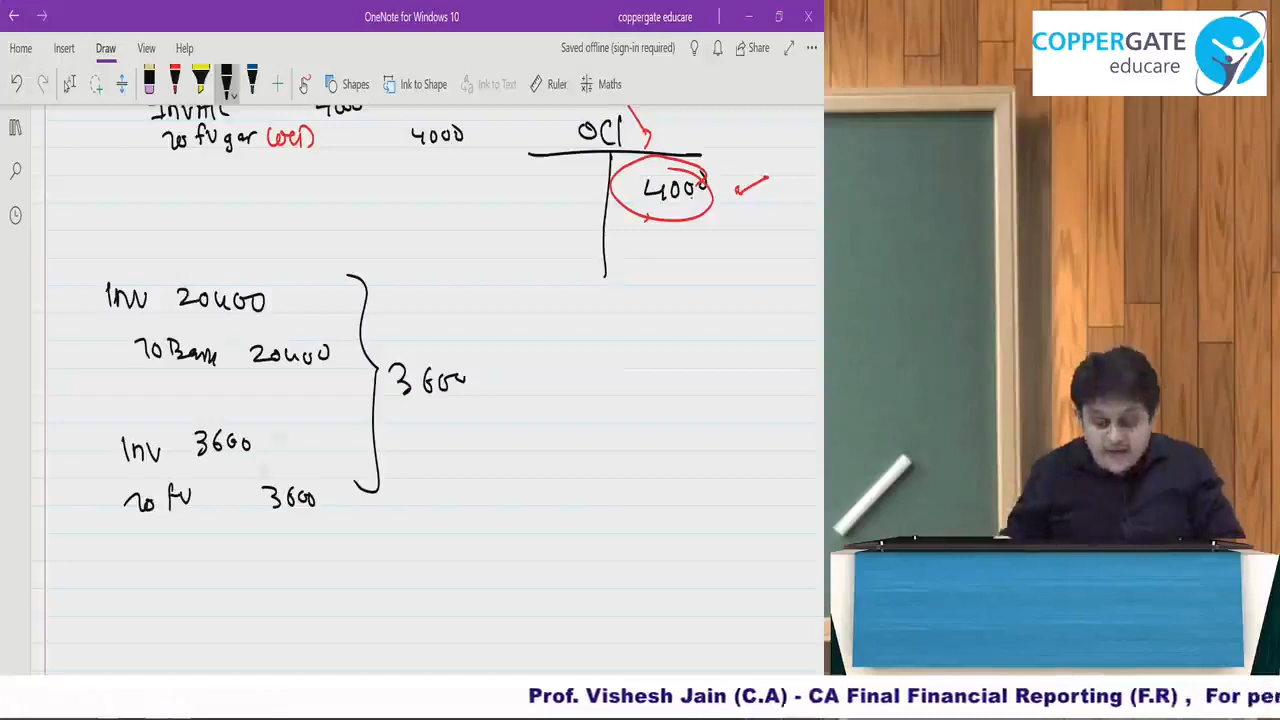 OneNote for Windows 10
coppergate educare
Home Insert Draw View Help
Saved offline (sign-in required)
Share
Shapes
Ink to Shape
Ink to Text
Ruler
Maths
4000
to fv gain (OCI) 4000
OCI
4000
Inv 20400
to Bank 20400
3600
Inv 3600
to fv 3600
COPPERGATE
educare
Prof. Vishesh Jain (C.A) - CA Final Financial Reporting (F.R) , For per